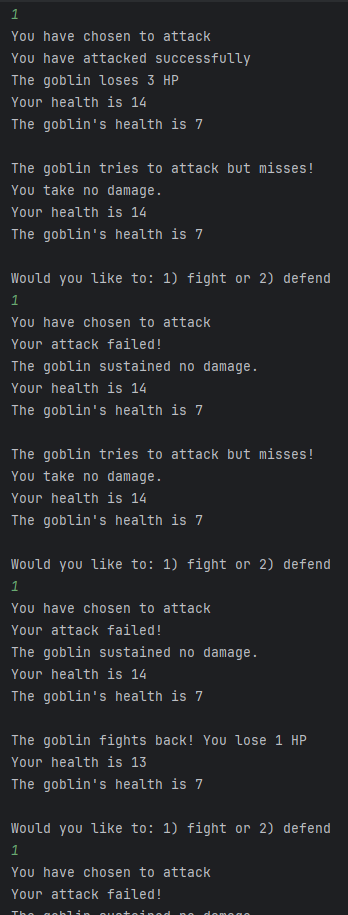 1
You have chosen to attack
You have attacked successfully
The goblin loses 3 HP
Your health is 14
The goblin's health is 7
The goblin tries to attack but misses!
You take no damage.
Your health is 14
The goblin's health is 7
Would you like to: 1) fight or 2) defend
1
You have chosen to attack
Your attack failed!
The goblin sustained no damage.
Your health is 14
The goblin's health is 7
The goblin tries to attack but misses!
You take no damage.
Your health is 14
The goblin's health is 7
Would you like to: 1) fight or 2) defend
1
You have chosen to attack
Your attack failed!
The goblin sustained no damage.
Your health is 14
The goblin's health is 7
The goblin fights back! You lose 1 HP
Your health is 13
The goblin's health is 7
Would you like to: 1) fight or 2) defend
1
You have chosen to attack
Your attack failed!
The goblin sustained no damage